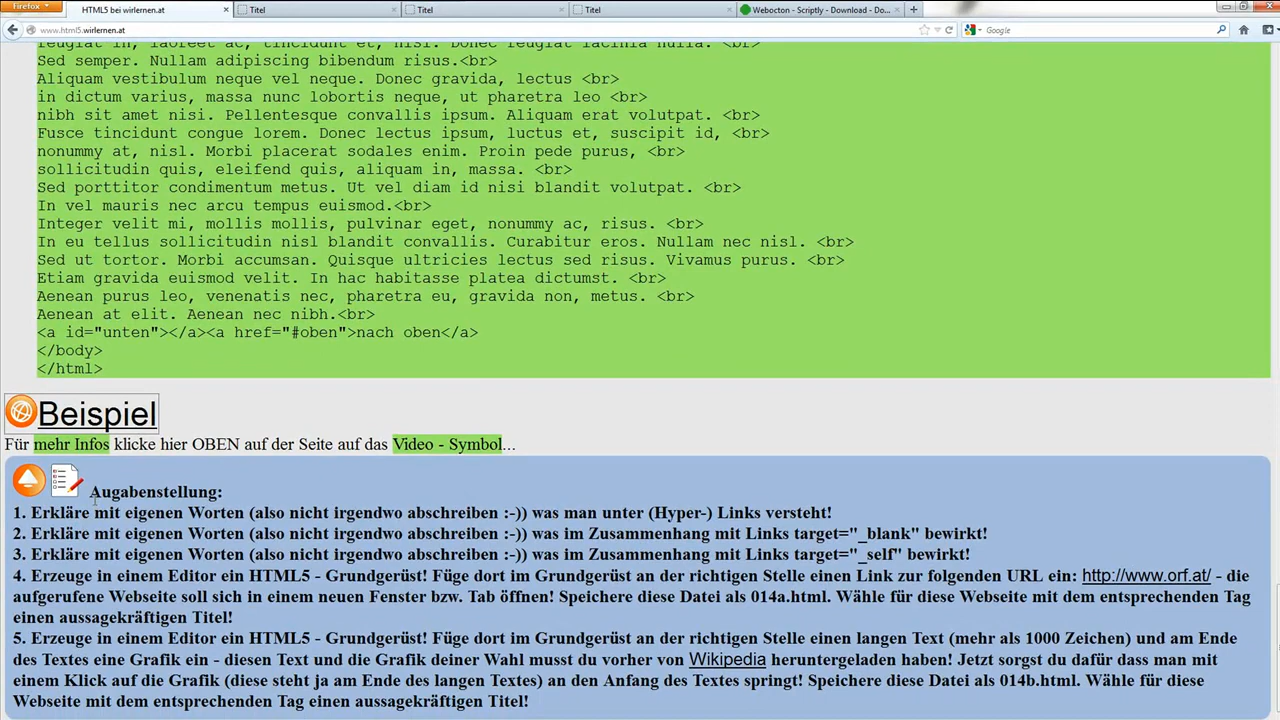 Firefox
HTML5 bei wirlernen.at
Titel
Titel
Titel
Webocton - Scriptly - Download - Do...
www.html5.wirlernen.at
Google
feugiat in, laoreet ac, tincidunt et, nisl. Donec feugiat lacinia nulla. <br>
Sed semper. Nullam adipiscing bibendum risus.<br>
Aliquam vestibulum neque vel neque. Donec gravida, lectus <br>
in dictum varius, massa nunc lobortis neque, ut pharetra leo <br>
nibh sit amet nisi. Pellentesque convallis ipsum. Aliquam erat volutpat. <br>
Fusce tincidunt congue lorem. Donec lectus ipsum, luctus et, suscipit id, <br>
nonummy at, nisl. Morbi placerat sodales enim. Proin pede purus, <br>
sollicitudin quis, eleifend quis, aliquam in, massa. <br>
Sed porttitor condimentum metus. Ut vel diam id nisi blandit volutpat. <br>
In vel mauris nec arcu tempus euismod.<br>
Integer velit mi, mollis mollis, pulvinar eget, nonummy ac, risus. <br>
In eu tellus sollicitudin nisl blandit convallis. Curabitur eros. Nullam nec nisl. <br>
Sed ut tortor. Morbi accumsan. Quisque ultricies lectus sed risus. Vivamus purus. <br>
Etiam gravida euismod velit. In hac habitasse platea dictumst. <br>
Aenean purus leo, venenatis nec, pharetra eu, gravida non, metus. <br>
Aenean at elit. Aenean nec nibh.<br>
<a id="unten"></a><a href="#oben">nach oben</a>
</body>
</html>
Beispiel
Für mehr Infos klicke hier OBEN auf der Seite auf das Video - Symbol...
Augabenstellung:
1. Erkläre mit eigenen Worten (also nicht irgendwo abschreiben :-)) was man unter (Hyper-) Links versteht!
2. Erkläre mit eigenen Worten (also nicht irgendwo abschreiben :-)) was im Zusammenhang mit Links target="_blank" bewirkt!
3. Erkläre mit eigenen Worten (also nicht irgendwo abschreiben :-)) was im Zusammenhang mit Links target="_self" bewirkt!
4. Erzeuge in einem Editor ein HTML5 - Grundgerüst! Füge dort im Grundgerüst an der richtigen Stelle einen Link zur folgenden URL ein: http://www.orf.at/ - die
aufgerufene Webseite soll sich in einem neuen Fenster bzw. Tab öffnen! Speichere diese Datei als 014a.html. Wähle für diese Webseite mit dem entsprechenden Tag
einen aussagekräftigen Titel!
5. Erzeuge in einem Editor ein HTML5 - Grundgerüst! Füge dort im Grundgerüst an der richtigen Stelle einen langen Text (mehr als 1000 Zeichen) und am Ende
des Textes eine Grafik ein - diesen Text und die Grafik deiner Wahl musst du vorher von Wikipedia heruntergeladen haben! Jetzt sorgst du dafür dass man mit
einem Klick auf die Grafik (diese steht ja am Ende des langen Textes) an den Anfang des Textes springt! Speichere diese Datei als 014b.html. Wähle für diese
Webseite mit dem entsprechenden Tag einen aussagekräftigen Titel!